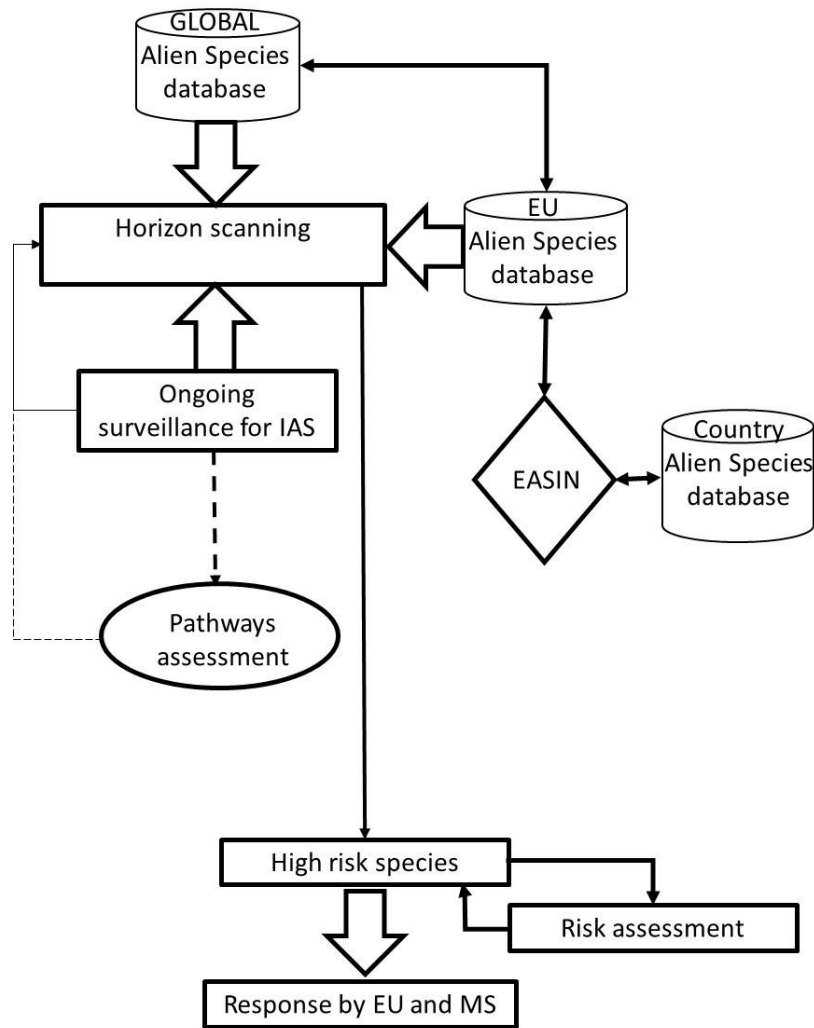 GLOBAL
Alien Species
database
Horizon scanning
EU
Alien Species
database
Ongoing
surveillance for IAS
EASIN
Country
Alien Species
database
Pathways
assessment
High risk species
Risk assessment
Response by EU and MS